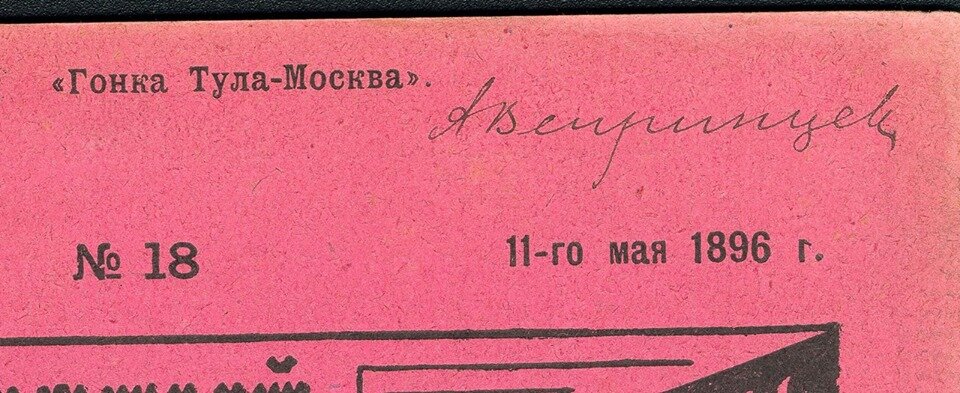 «Гонка Тула-Москва».
№ 18
11-го мая 1896 г.